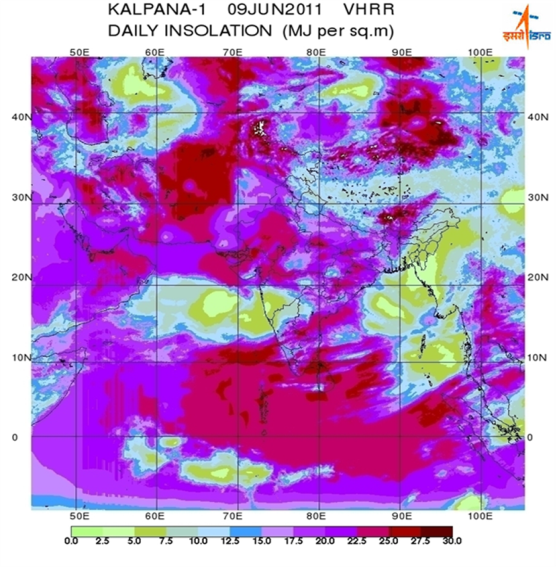 KALPANA-1 09JUN2011 VHRR
DAILY INSOLATION (MJ per sq.m)
इसरो isro
50E 60E 70E 80E 90E 100E
40N 40N
30N 30N
20N 20N
10N 10N
0 0
50E 60E 70E 80E 90E 100E
0.0 2.5 5.0 7.5 10.0 12.5 15.0 17.5 20.0 22.5 25.0 27.5 30.0